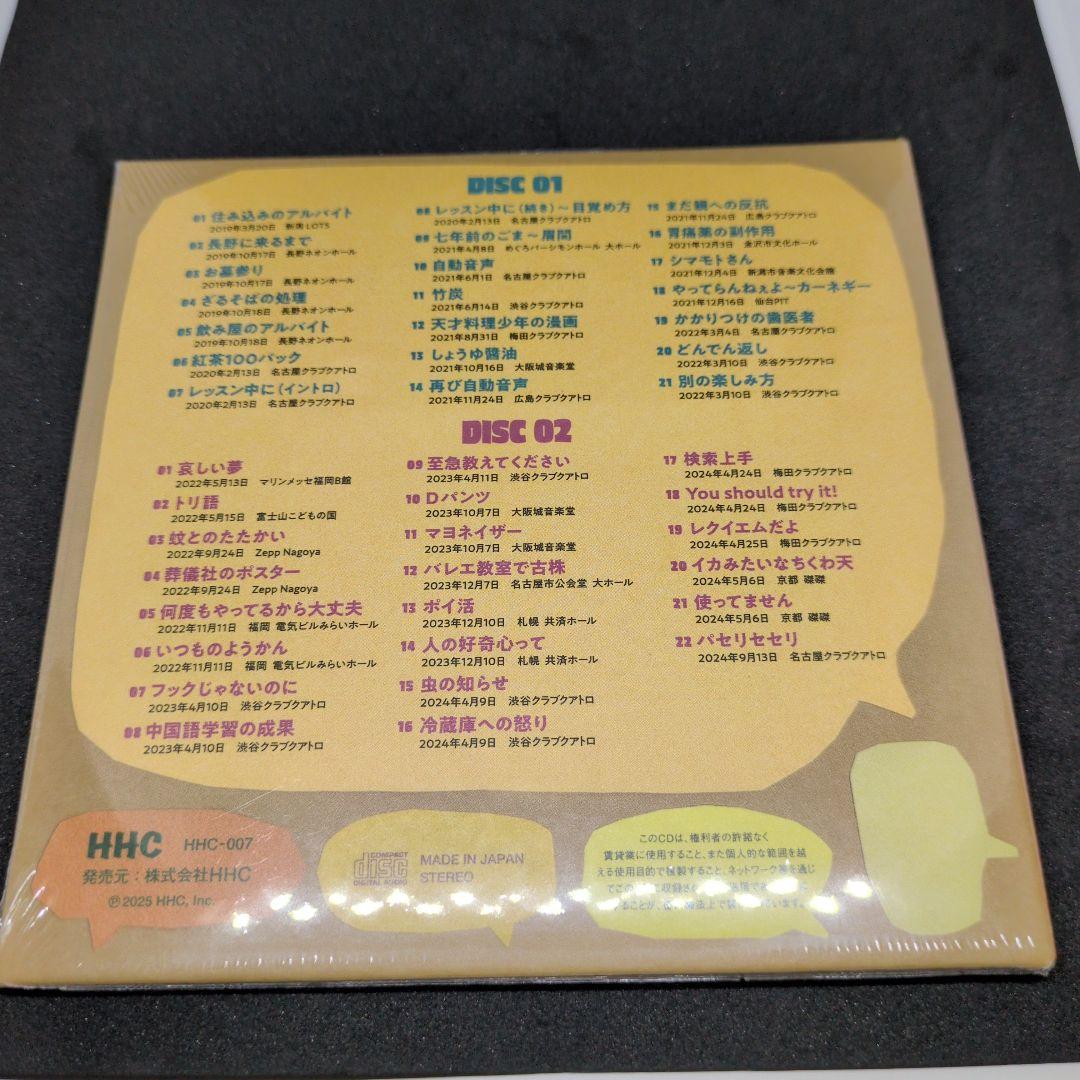 DISC 01
01 住み込みのアルバイト
2019年3月20日 新潟LOTS
02 長野に来るまで
2019年10月17日 長野ネオンホール
03 お墓参り
2019年10月17日 長野ネオンホール
04 ざるそばの処理
2019年10月18日 長野ネオンホール
05 飲み屋のアルバイト
2019年10月18日 長野ネオンホール
06 紅茶100パック
2020年2月13日 名古屋クラブクアトロ
07 レッスン中に(イントロ)
2020年2月13日 名古屋クラブクアトロ
08 レッスン中に(続き)〜目覚め方
2020年2月13日 名古屋クラブクアトロ
09 七年前のごま〜眉間
2021年4月8日 めぐろパーシモンホール 大ホール
10 自動音声
2021年6月1日 名古屋クラブクアトロ
11 竹炭
2021年6月14日 渋谷クラブクアトロ
12 天才料理少年の漫画
2021年8月31日 梅田クラブクアトロ
13 しょうゆ醬油
2021年10月16日 大阪城音楽堂
14 再び自動音声
2021年11月24日 広島クラブクアトロ
15 まだ親への反抗
2021年11月24日 広島クラブクアトロ
16 胃痛薬の副作用
2021年12月3日 金沢市文化ホール
17 シマモトさん
2021年12月4日 新潟市音楽文化会館
18 やってらんねぇよ〜カーネギー
2021年12月16日 仙台PIT
19 かかりつけの歯医者
2022年3月4日 名古屋クラブクアトロ
20 どんでん返し
2022年3月10日 渋谷クラブクアトロ
21 別の楽しみ方
2022年3月10日 渋谷クラブクアトロ
DISC 02
01 哀しい夢
2022年5月13日 マリンメッセ福岡B館
02 トリ語
2022年5月15日 富士山こどもの国
03 蚊とのたたかい
2022年9月24日 Zepp Nagoya
04 葬儀社のポスター
2022年9月24日 Zepp Nagoya
05 何度もやってるから大丈夫
2022年11月11日 福岡 電気ビルみらいホール
06 いつものようかん
2022年11月11日 福岡 電気ビルみらいホール
07 フックじゃないのに
2023年4月10日 渋谷クラブクアトロ
08 中国語学習の成果
2023年4月10日 渋谷クラブクアトロ
09 至急教えてください
2023年4月11日 渋谷クラブクアトロ
10 Dパンツ
2023年10月7日 大阪城音楽堂
11 マヨネイザー
2023年10月7日 大阪城音楽堂
12 バレエ教室で古株
2023年12月7日 名古屋市公会堂 大ホール
13 ポイ活
2023年12月10日 札幌 共済ホール
14 人の好奇心って
2023年12月10日 札幌 共済ホール
15 虫の知らせ
2024年4月9日 渋谷クラブクアトロ
16 冷蔵庫への怒り
2024年4月9日 渋谷クラブクアトロ
17 検索上手
2024年4月24日 梅田クラブクアトロ
18 You should try it!
2024年4月24日 梅田クラブクアトロ
19 レクイエムだよ
2024年4月25日 梅田クラブクアトロ
20 イカみたいなちくわ天
2024年5月6日 京都 磔磔
21 使ってません
2024年5月6日 京都 磔磔
22 パセリセセリ
2024年9月13日 名古屋クラブクアトロ
HHC HHC-007
発売元:株式会社HHC
Ⓟ2025 HHC, Inc.
COMPACT disc DIGITAL AUDIO
MADE IN JAPAN
STEREO
このCDは、権利者の許諾なく
賃貸業に使用すること、また個人的な範囲を越
える使用目的で複製すること、ネットワーク等を通じ
てこの